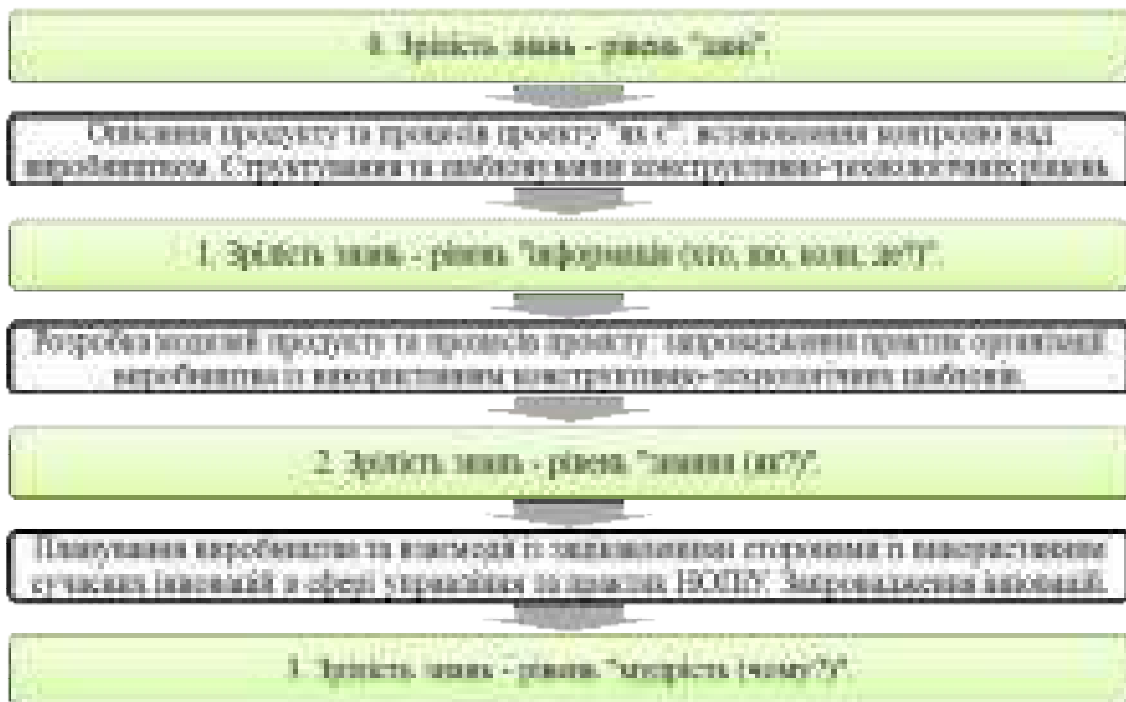 0. Зрілість знань - рівень "дані".
Описання продукту та процесів проекту "як є": встановлення контролю над
виробництвом. Структурування та шаблонування конструктивно-технологічних рішень.
1. Зрілість знань - рівень "інформація (хто, що, коли, де?)".
Розробка моделей продукту та процесів проекту: запровадження практик організації
виробництва із використанням конструктивно-технологічних шаблонів.
2. Зрілість знань - рівень "знання (як?)".
Планування виробництва та взаємодії із зацікавленими сторонами із використанням
сучасних інновацій в сфері управління та практик Запровадження інновацій.
3. Зрілість знань - рівень "мудрість (чому?)".